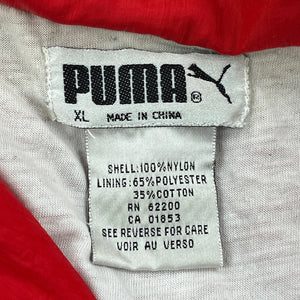 PUMA®
XL MADE IN CHINA
SHELL:100%NYLON
LINING:65%POLYESTER
35%COTTON
RN 62200
CA 01853
SEE REVERSE FOR CARE
VOIR AU VERSO